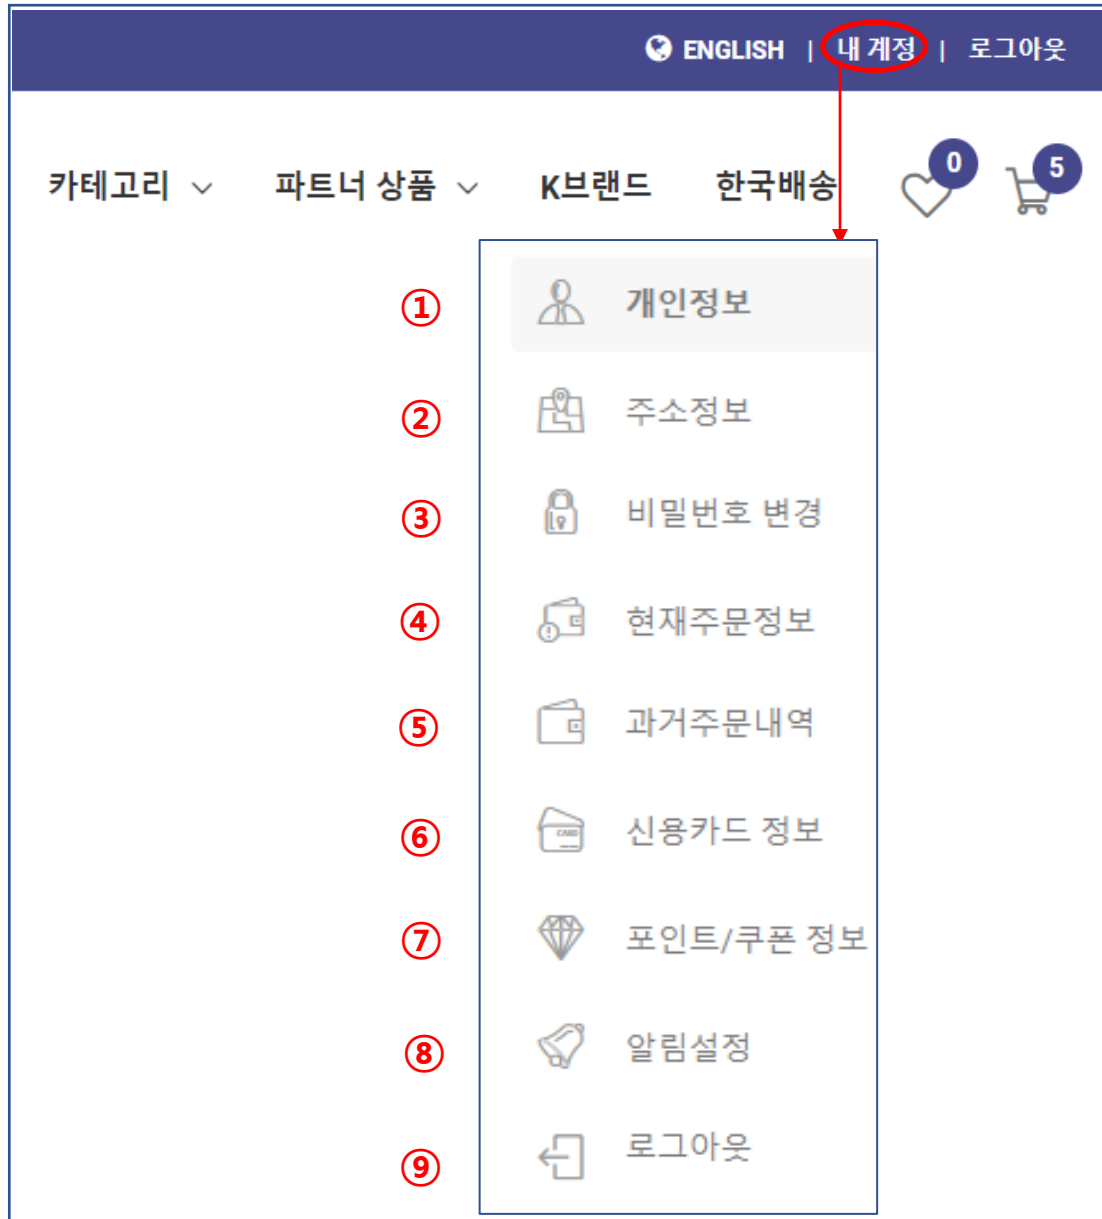 ENGLISH | 내 계정 | 로그아웃
카테고리 파트너 상품 K브랜드 한국배송 0 5
① 개인정보
② 주소정보
③ 비밀번호 변경
④ 현재주문정보
⑤ 과거주문내역
⑥ CARD 신용카드 정보
⑦ 포인트/쿠폰 정보
⑧ 알림설정
⑨ 로그아웃